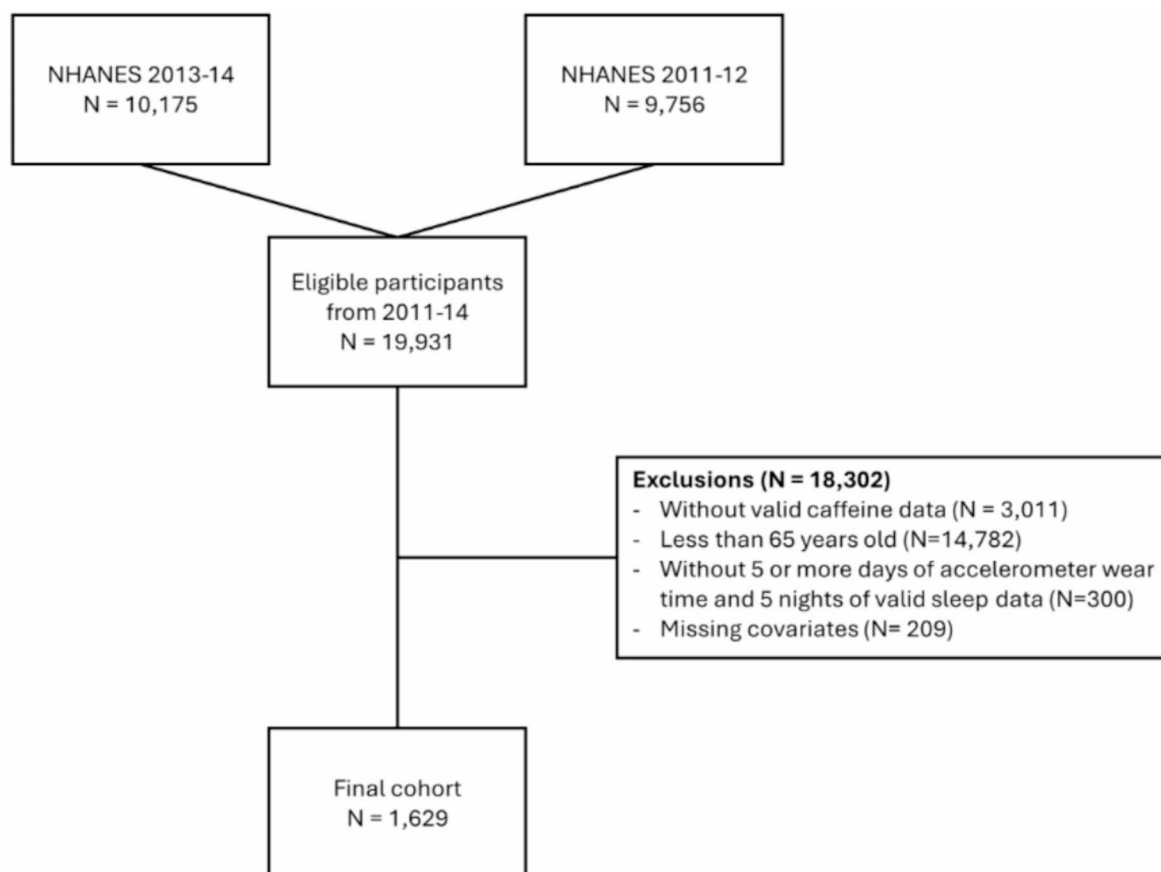 NHANES 2013-14
N = 10,175
NHANES 2011-12
N = 9,756
Eligible participants
from 2011-14
N = 19,931
Exclusions (N = 18,302)
- Without valid caffeine data (N = 3,011)
- Less than 65 years old (N=14,782)
- Without 5 or more days of accelerometer wear
time and 5 nights of valid sleep data (N=300)
- Missing covariates (N= 209)
Final cohort
N = 1,629